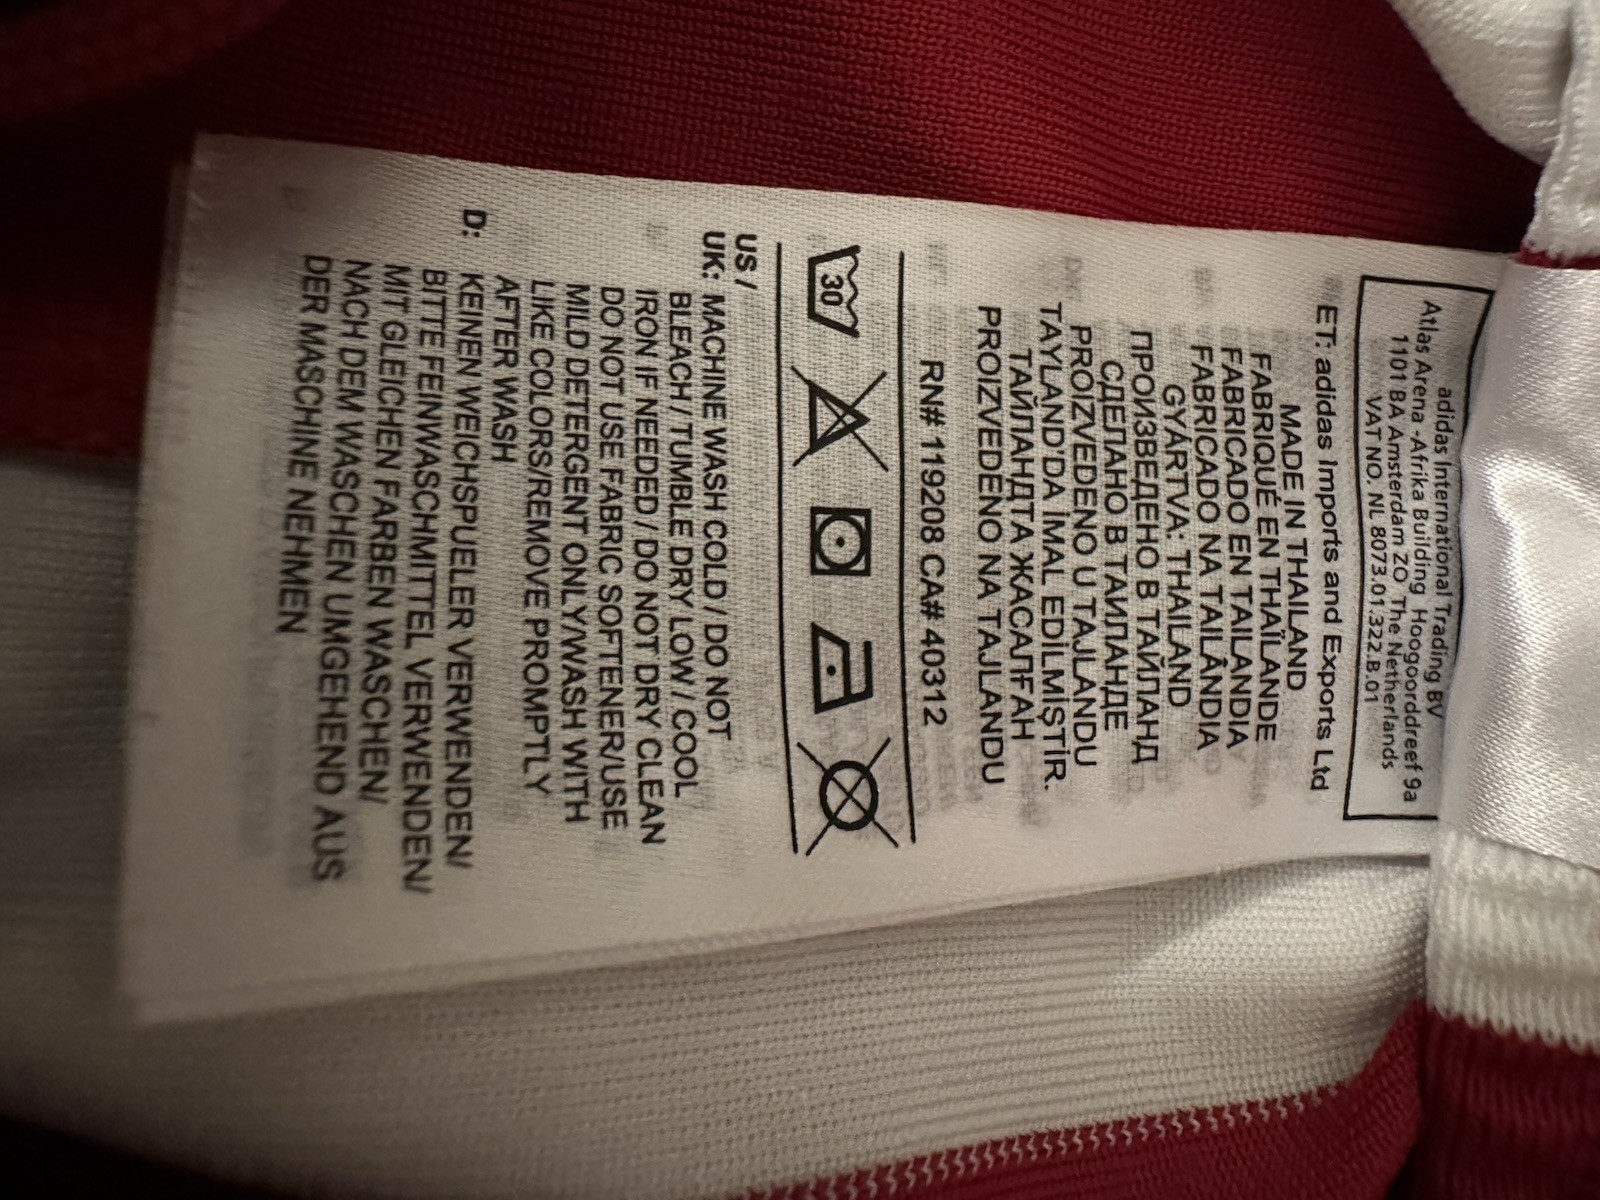 adidas International Trading BV
Atlas Arena -Afrika Building Hoogoorddreef 9a
1101 BA Amsterdam ZO The Netherlands
VAT NO. NL 8073.01.322.B.01
ET: adidas Imports and Exports Ltd
MADE IN THAILAND
FABRIQUÉ EN THAÏLANDE
FABRICADO EN TAILANDIA
FABRICADO NA TAILÂNDIA
GYÁRTVA: THAILAND
ПРОИЗВЕДЕНО В ТАЙЛАНД
СДЕЛАНО В ТАИЛАНДЕ
PROIZVEDENO U TAJLANDU
TAYLAND'DA İMAL EDİLMİŞTİR.
ТАЙЛАНДТА ЖАСАЛҒАН
PROIZVEDENO NA TAJLANDU
RN# 119208 CA# 40312
30
US /
UK: MACHINE WASH COLD / DO NOT
BLEACH / TUMBLE DRY LOW / COOL
IRON IF NEEDED / DO NOT DRY CLEAN
DO NOT USE FABRIC SOFTENER/USE
MILD DETERGENT ONLY/WASH WITH
LIKE COLORS/REMOVE PROMPTLY
AFTER WASH
D: KEINEN WEICHSPUELER VERWENDEN/
BITTE FEINWASCHMITTEL VERWENDEN/
MIT GLEICHEN FARBEN WASCHEN/
NACH DEM WASCHEN UMGEHEND AUS
DER MASCHINE NEHMEN